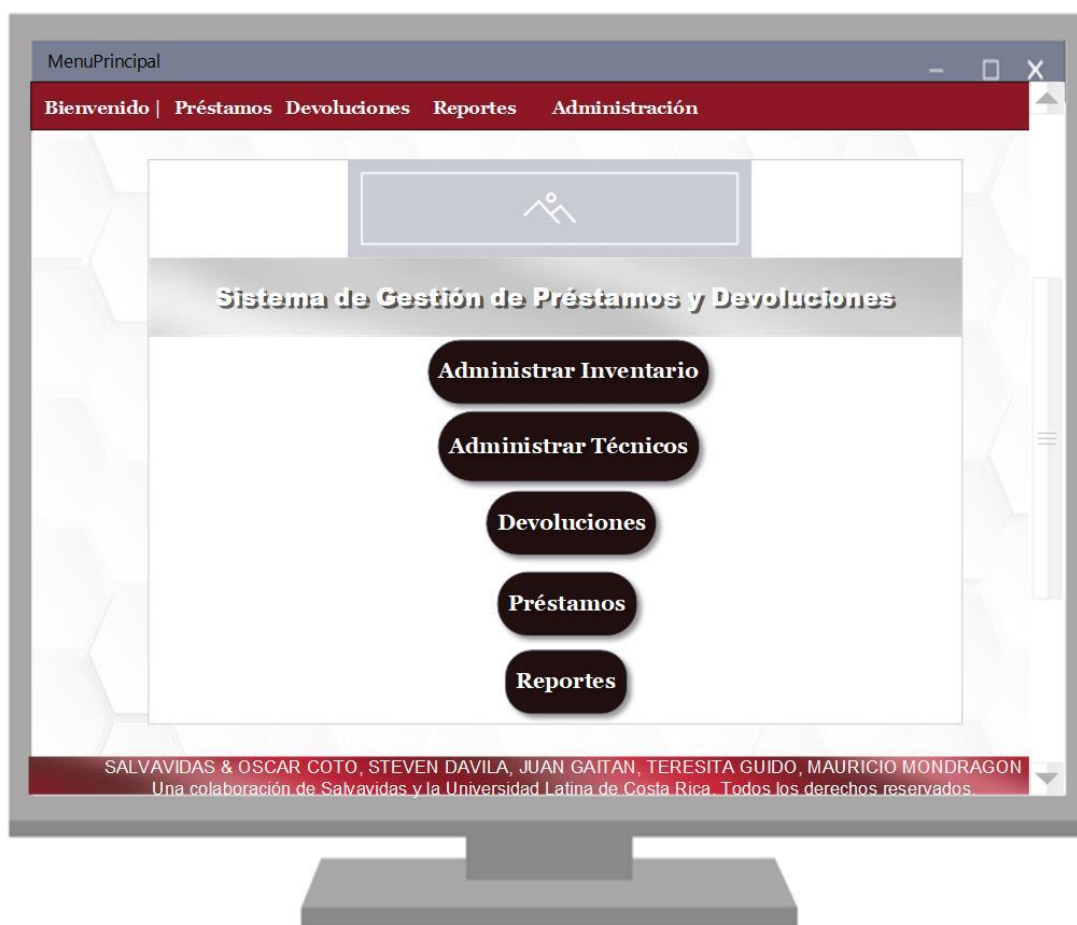 MenuPrincipal
Bienvenido | Préstamos Devoluciones Reportes Administración
Sistema de Gestión de Préstamos y Devoluciones
Administrar Inventario
Administrar Técnicos
Devoluciones
Préstamos
Reportes
SALVAVIDAS & OSCAR COTO, STEVEN DAVILA, JUAN GAITAN, TERESITA GUIDO, MAURICIO MONDRAGON
Una colaboración de Salvavidas y la Universidad Latina de Costa Rica. Todos los derechos reservados.